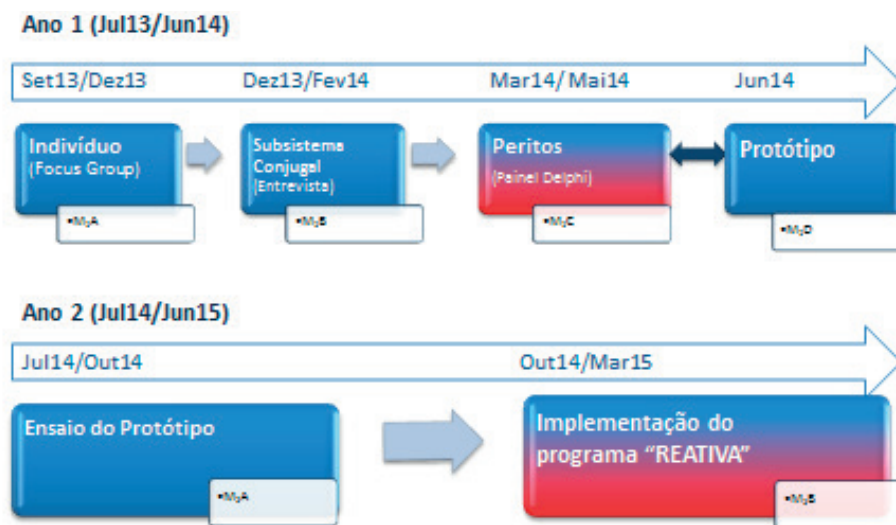 Ano 1 (Jul13/Jun14)
Set13/Dez13 Dez13/Fev14 Mar14/ Mai14 Jun14
Indivíduo
(Focus Group)
Subsistema
Conjugal
(Entrevista)
Peritos
(Painel Delphi)
Protótipo
Ano 2 (Jul14/Jun15)
Jul14/Out14 Out14/Mar15
Ensaio do Protótipo
Implementação do
programa “REATIVA”